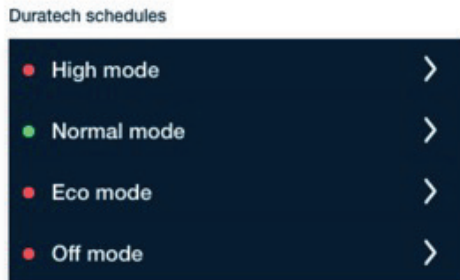 Duratech schedules
High mode
Normal mode
Eco mode
Off mode